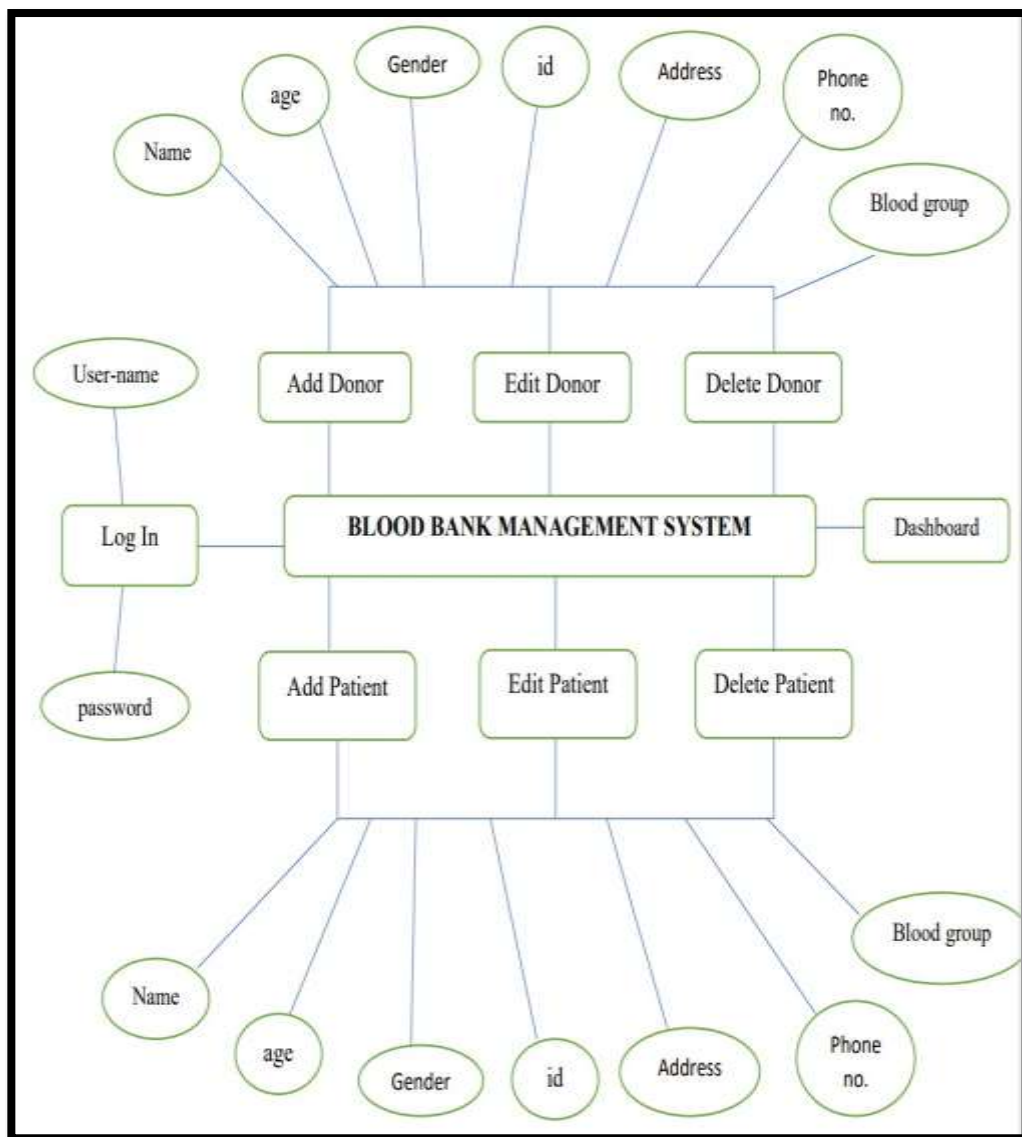 Gender
id
Address
Phone
no.
age
Name
Blood group
User-name
Add Donor
Edit Donor
Delete Donor
Log In
BLOOD BANK MANAGEMENT SYSTEM
Dashboard
Add Patient
Edit Patient
Delete Patient
password
Blood group
Name
age
Gender
id
Address
Phone
no.